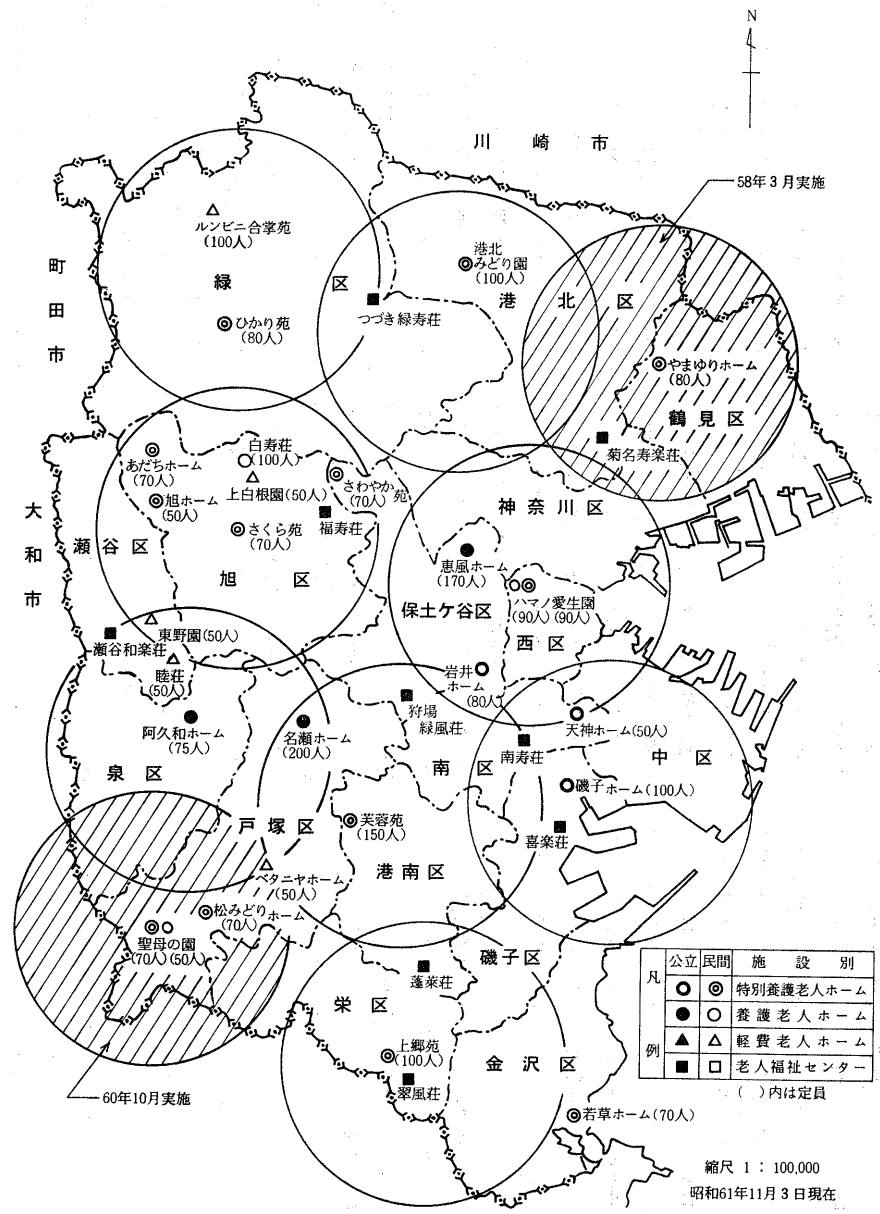 N
川崎市
58年3月実施
町田市
ルンビニ合掌苑
(100人)
港北
みどり園
(100人)
緑区
港北区
つづき緑寿荘
ひかり苑
(80人)
やまゆりホーム
(80人)
鶴見区
菊名寿楽荘
大和市
あだちホーム
(70人)
白寿荘
(100人)
上白根園(50人)
さわやか苑
(70人)
旭ホーム
(50人)
福寿荘
さくら苑
(70人)
神奈川区
瀬谷区
旭区
恵風ホーム
(170人)
ハマノ愛生園
(90人)(90人)
保土ケ谷区
西区
東野園(50人)
瀬谷和楽荘
睦荘
(50人)
岩井
ホーム
(80人)
狩場
緑風荘
天神ホーム(50人)
阿久和ホーム
(75人)
名瀬ホーム
(200人)
南寿荘
中区
泉区
南区
磯子ホーム(100人)
戸塚区
芙蓉苑
(150人)
喜楽荘
港南区
ベタニヤホーム
(50人)
松みどりホーム
(70人)
聖母の園
(70人)(50人)
磯子区
蓬萊荘
栄区
上郷苑
(100人)
翠風荘
金沢区
60年10月実施
若草ホーム(70人)
凡例
公立 民間 施設別
特別養護老人ホーム
養護老人ホーム
軽費老人ホーム
老人福祉センター
( )内は定員
縮尺 1 : 100,000
昭和61年11月3日現在